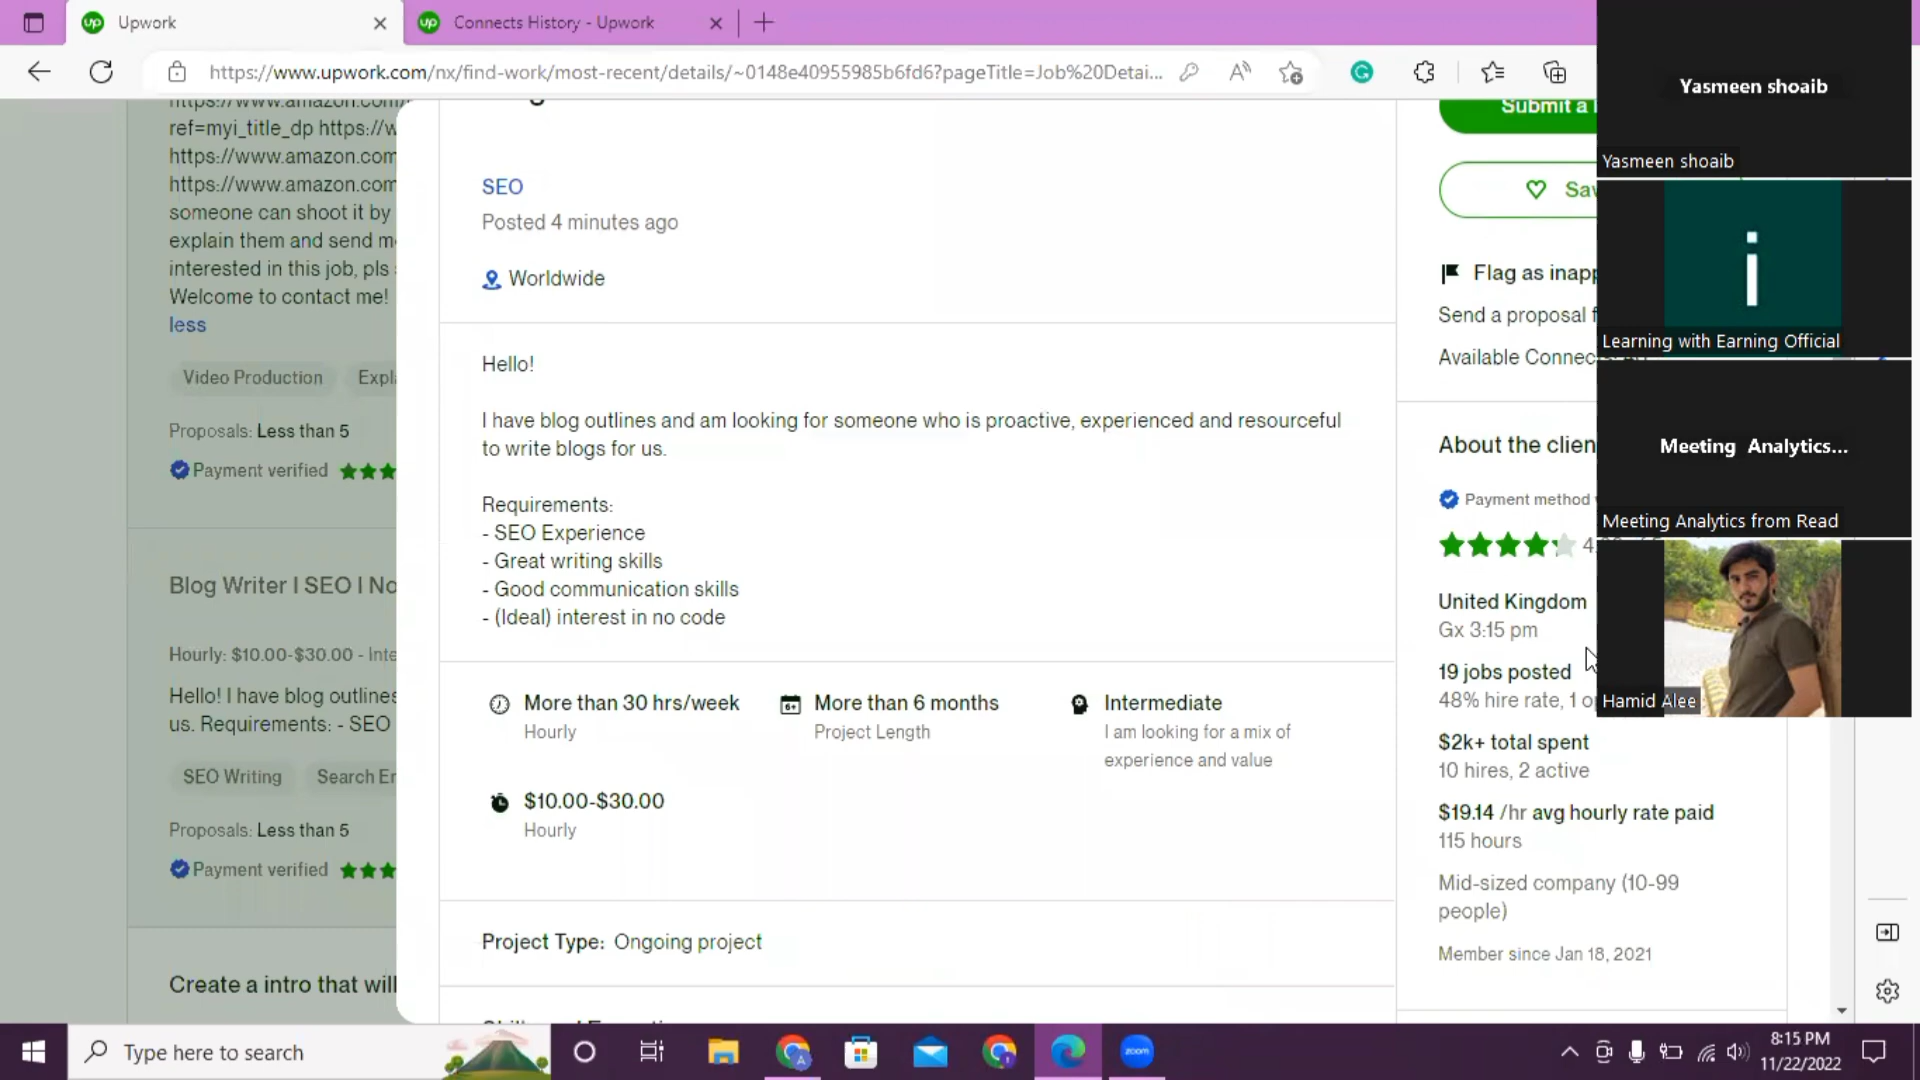 Upwork
Connects History - Upwork
https://www.upwork.com/nx/find-work/most-recent/details/~0148e40955985b6fd6?pageTitle=Job%20Detai...
ref=myi_title_dp https://w
https://www.amazon.com
https://www.amazon.com
someone can shoot it by
explain them and send m
interested in this job, pls
Welcome to contact me!
less
Video Production
Expl
Proposals: Less than 5
Payment verified
Blog Writer I SEO I No
Hourly: $10.00-$30.00 - Inte
Hello! I have blog outlines
us. Requirements: - SEO
SEO Writing
Search En
Proposals: Less than 5
Payment verified
Create a intro that will
SEO
Posted 4 minutes ago
Worldwide
Hello!
I have blog outlines and am looking for someone who is proactive, experienced and resourceful
to write blogs for us.
Requirements:
- SEO Experience
- Great writing skills
- Good communication skills
- (Ideal) interest in no code
More than 30 hrs/week
Hourly
More than 6 months
Project Length
Intermediate
I am looking for a mix of
experience and value
$10.00-$30.00
Hourly
Project Type: Ongoing project
Submit a
Sav
Flag as inapp
Send a proposal f
Available Connec
About the clien
Payment method
4.
United Kingdom
Gx 3:15 pm
19 jobs posted
48% hire rate, 1 o
$2k+ total spent
10 hires, 2 active
$19.14 /hr avg hourly rate paid
115 hours
Mid-sized company (10-99
people)
Member since Jan 18, 2021
Yasmeen shoaib
Yasmeen shoaib
i
Learning with Earning Official
Meeting Analytics...
Meeting Analytics from Read
Hamid Alee
Type here to search
zoom
8:15 PM
11/22/2022